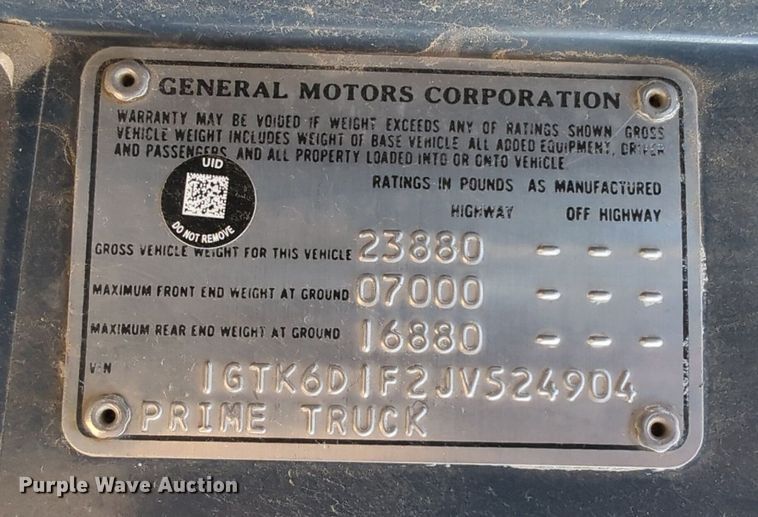 GENERAL MOTORS CORPORATION
WARRANTY MAY BE VOIDED IF WEIGHT EXCEEDS ANY OF RATINGS SHOWN GROSS
VEHICLE WEIGHT INCLUDES WEIGHT OF BASE VEHICLE, ALL ADDED EQUIPMENT, DRIVER
AND PASSENGERS, AND ALL PROPERTY LOADED INTO OR ONTO VEHICLE
UID
DO NOT REMOVE
RATINGS IN POUNDS AS MANUFACTURED
HIGHWAY OFF HIGHWAY
GROSS VEHICLE WEIGHT FOR THIS VEHICLE 23880 - - -
MAXIMUM FRONT END WEIGHT AT GROUND 07000 - - -
MAXIMUM REAR END WEIGHT AT GROUND 16880 - - -
VIN 1GTK6D1F2JV524904
PRIME TRUCK
Purple Wave Auction